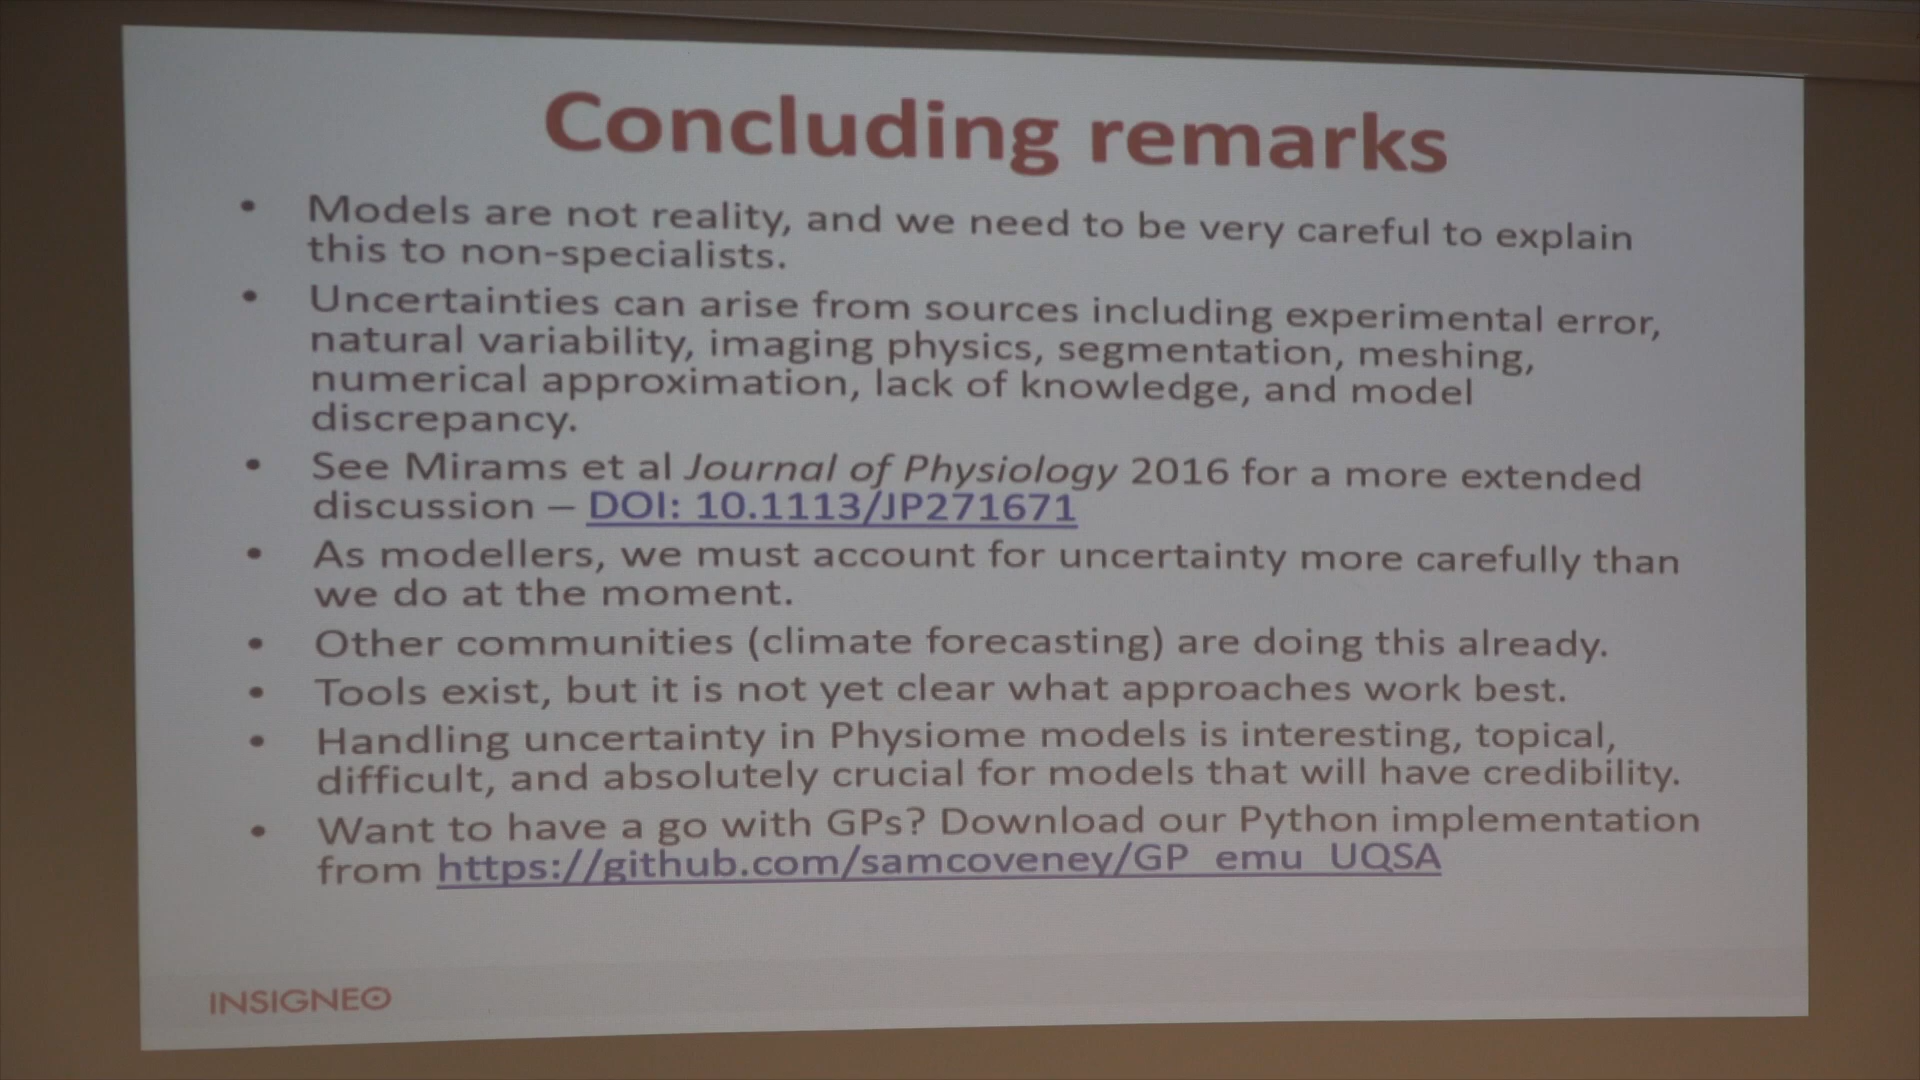 Concluding remarks
• Models are not reality, and we need to be very careful to explain
this to non-specialists.
• Uncertainties can arise from sources including experimental error,
natural variability, imaging physics, segmentation, meshing,
numerical approximation, lack of knowledge, and model
discrepancy.
• See Mirams et al Journal of Physiology 2016 for a more extended
discussion – DOI: 10.1113/JP271671
• As modellers, we must account for uncertainty more carefully than
we do at the moment.
• Other communities (climate forecasting) are doing this already.
• Tools exist, but it is not yet clear what approaches work best.
• Handling uncertainty in Physiome models is interesting, topical,
difficult, and absolutely crucial for models that will have credibility.
• Want to have a go with GPs? Download our Python implementation
from https://github.com/samcoveney/GP_emu_UQSA
INSIGNEO